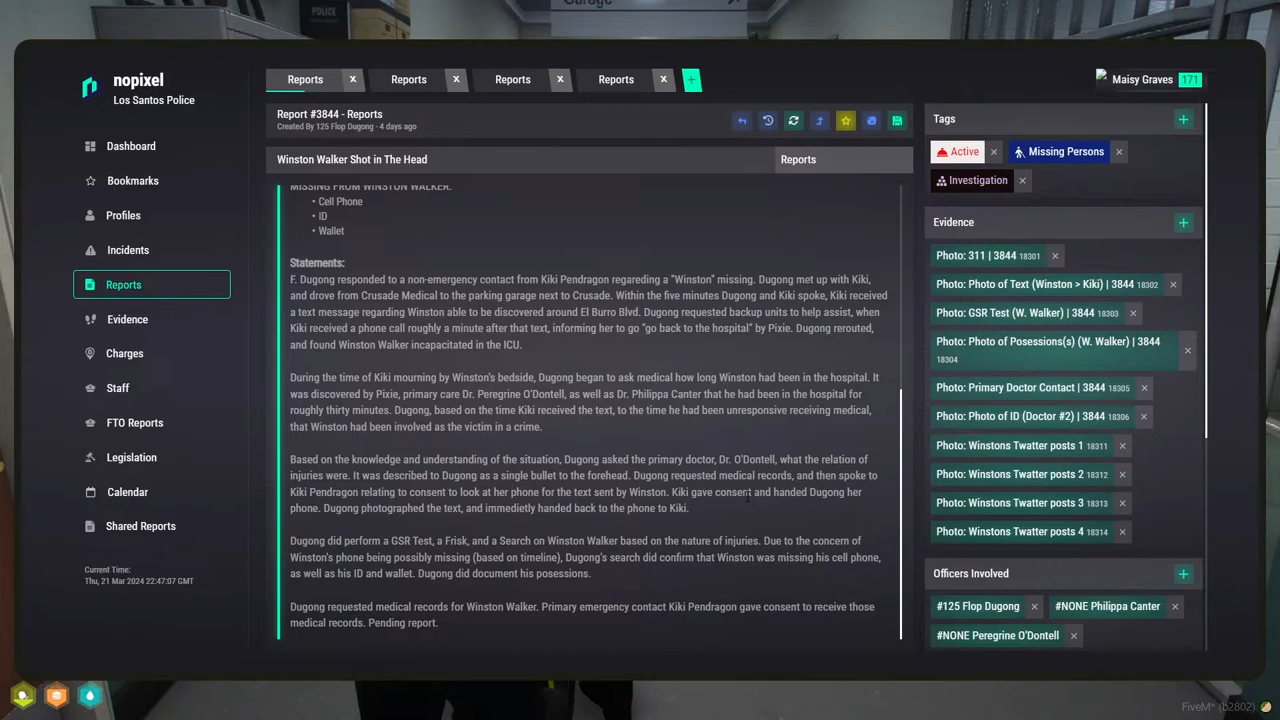 POLICE
Garage
nopixel
Los Santos Police
Dashboard
Bookmarks
Profiles
Incidents
Reports
Evidence
Charges
Staff
FTO Reports
Legislation
Calendar
Shared Reports
Current Time:
Thu, 21 Mar 2024 22:47:07 GMT
Reports x Reports x Reports x Reports x +
Maisy Graves 171
Report #3844 - Reports
Created By 125 Flop Dugong - 4 days ago
Winston Walker Shot in The Head
Reports
MISSING FROM WINSTON WALKER.
• Cell Phone
• ID
• Wallet
Statements:
F. Dugong responded to a non-emergency contact from Kiki Pendragon regareding a "Winston" missing. Dugong met up with Kiki,
and drove from Crusade Medical to the parking garage next to Crusade. Within the five minutes Dugong and Kiki spoke, Kiki received
a text message regarding Winston able to be discovered around El Burro Blvd. Dugong requested backup units to help assist, when
Kiki received a phone call roughly a minute after that text, informing her to go "go back to the hospital" by Pixie. Dugong rerouted,
and found Winston Walker incapacitated in the ICU.
During the time of Kiki mourning by Winston's bedside, Dugong began to ask medical how long Winston had been in the hospital. It
was discovered by Pixie, primary care Dr. Peregrine O'Dontell, as well as Dr. Philippa Canter that he had been in the hospital for
roughly thirty minutes. Dugong, based on the time Kiki received the text, to the time he had been unresponsive receiving medical,
that Winston had been involved as the victim in a crime.
Based on the knowledge and understanding of the situation, Dugong asked the primary doctor, Dr. O'Dontell, what the relation of
injuries were. It was described to Dugong as a single bullet to the forehead. Dugong requested medical records, and then spoke to
Kiki Pendragon relating to consent to look at her phone for the text sent by Winston. Kiki gave consent and handed Dugong her
phone. Dugong photographed the text, and immedietly handed back to the phone to Kiki.
Dugong did perform a GSR Test, a Frisk, and a Search on Winston Walker based on the nature of injuries. Due to the concern of
Winston's phone being possibly missing (based on timeline), Dugong's search did confirm that Winston was missing his cell phone,
as well as his ID and wallet. Dugong did document his posessions.
Dugong requested medical records for Winston Walker. Primary emergency contact Kiki Pendragon gave consent to receive those
medical records. Pending report.
Tags +
Active x Missing Persons x
Investigation x
Evidence +
Photo: 311 | 3844 18301 x
Photo: Photo of Text (Winston > Kiki) | 3844 18302 x
Photo: GSR Test (W. Walker) | 3844 18303 x
Photo: Photo of Posessions(s) (W. Walker) | 3844
18304 x
Photo: Primary Doctor Contact | 3844 18305 x
Photo: Photo of ID (Doctor #2) | 3844 18306 x
Photo: Winstons Twatter posts 1 18311 x
Photo: Winstons Twatter posts 2 18312 x
Photo: Winstons Twatter posts 3 18313 x
Photo: Winstons Twatter posts 4 18314 x
Officers Involved +
#125 Flop Dugong x #NONE Philippa Canter x
#NONE Peregrine O'Dontell x
FiveM* (b2802)